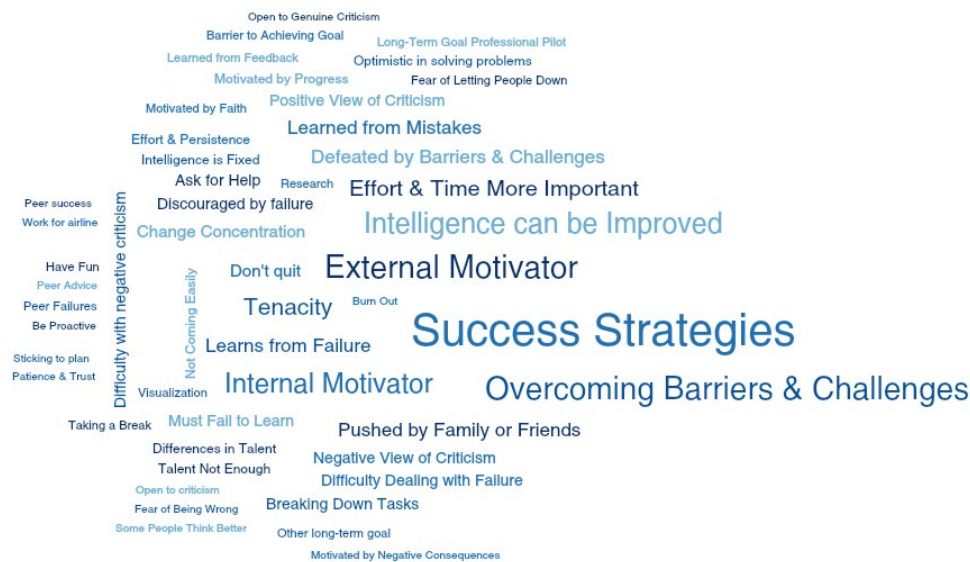 Open to Genuine Criticism
Barrier to Achieving Goal
Long-Term Goal Professional Pilot
Learned from Feedback
Optimistic in solving problems
Motivated by Progress
Fear of Letting People Down
Positive View of Criticism
Motivated by Faith
Learned from Mistakes
Effort & Persistence
Intelligence is Fixed
Defeated by Barriers & Challenges
Ask for Help
Research
Effort & Time More Important
Peer success
Discouraged by failure
Work for airline
Difficulty with negative criticism
Change Concentration
Intelligence can be Improved
Have Fun
Don't quit
External Motivator
Peer Advice
Not Coming Easily
Peer Failures
Tenacity
Burn Out
Be Proactive
Success Strategies
Learns from Failure
Sticking to plan
Patience & Trust
Visualization
Internal Motivator
Overcoming Barriers & Challenges
Taking a Break
Must Fail to Learn
Pushed by Family or Friends
Differences in Talent
Negative View of Criticism
Talent Not Enough
Difficulty Dealing with Failure
Open to criticism
Fear of Being Wrong
Breaking Down Tasks
Some People Think Better
Other long-term goal
Motivated by Negative Consequences